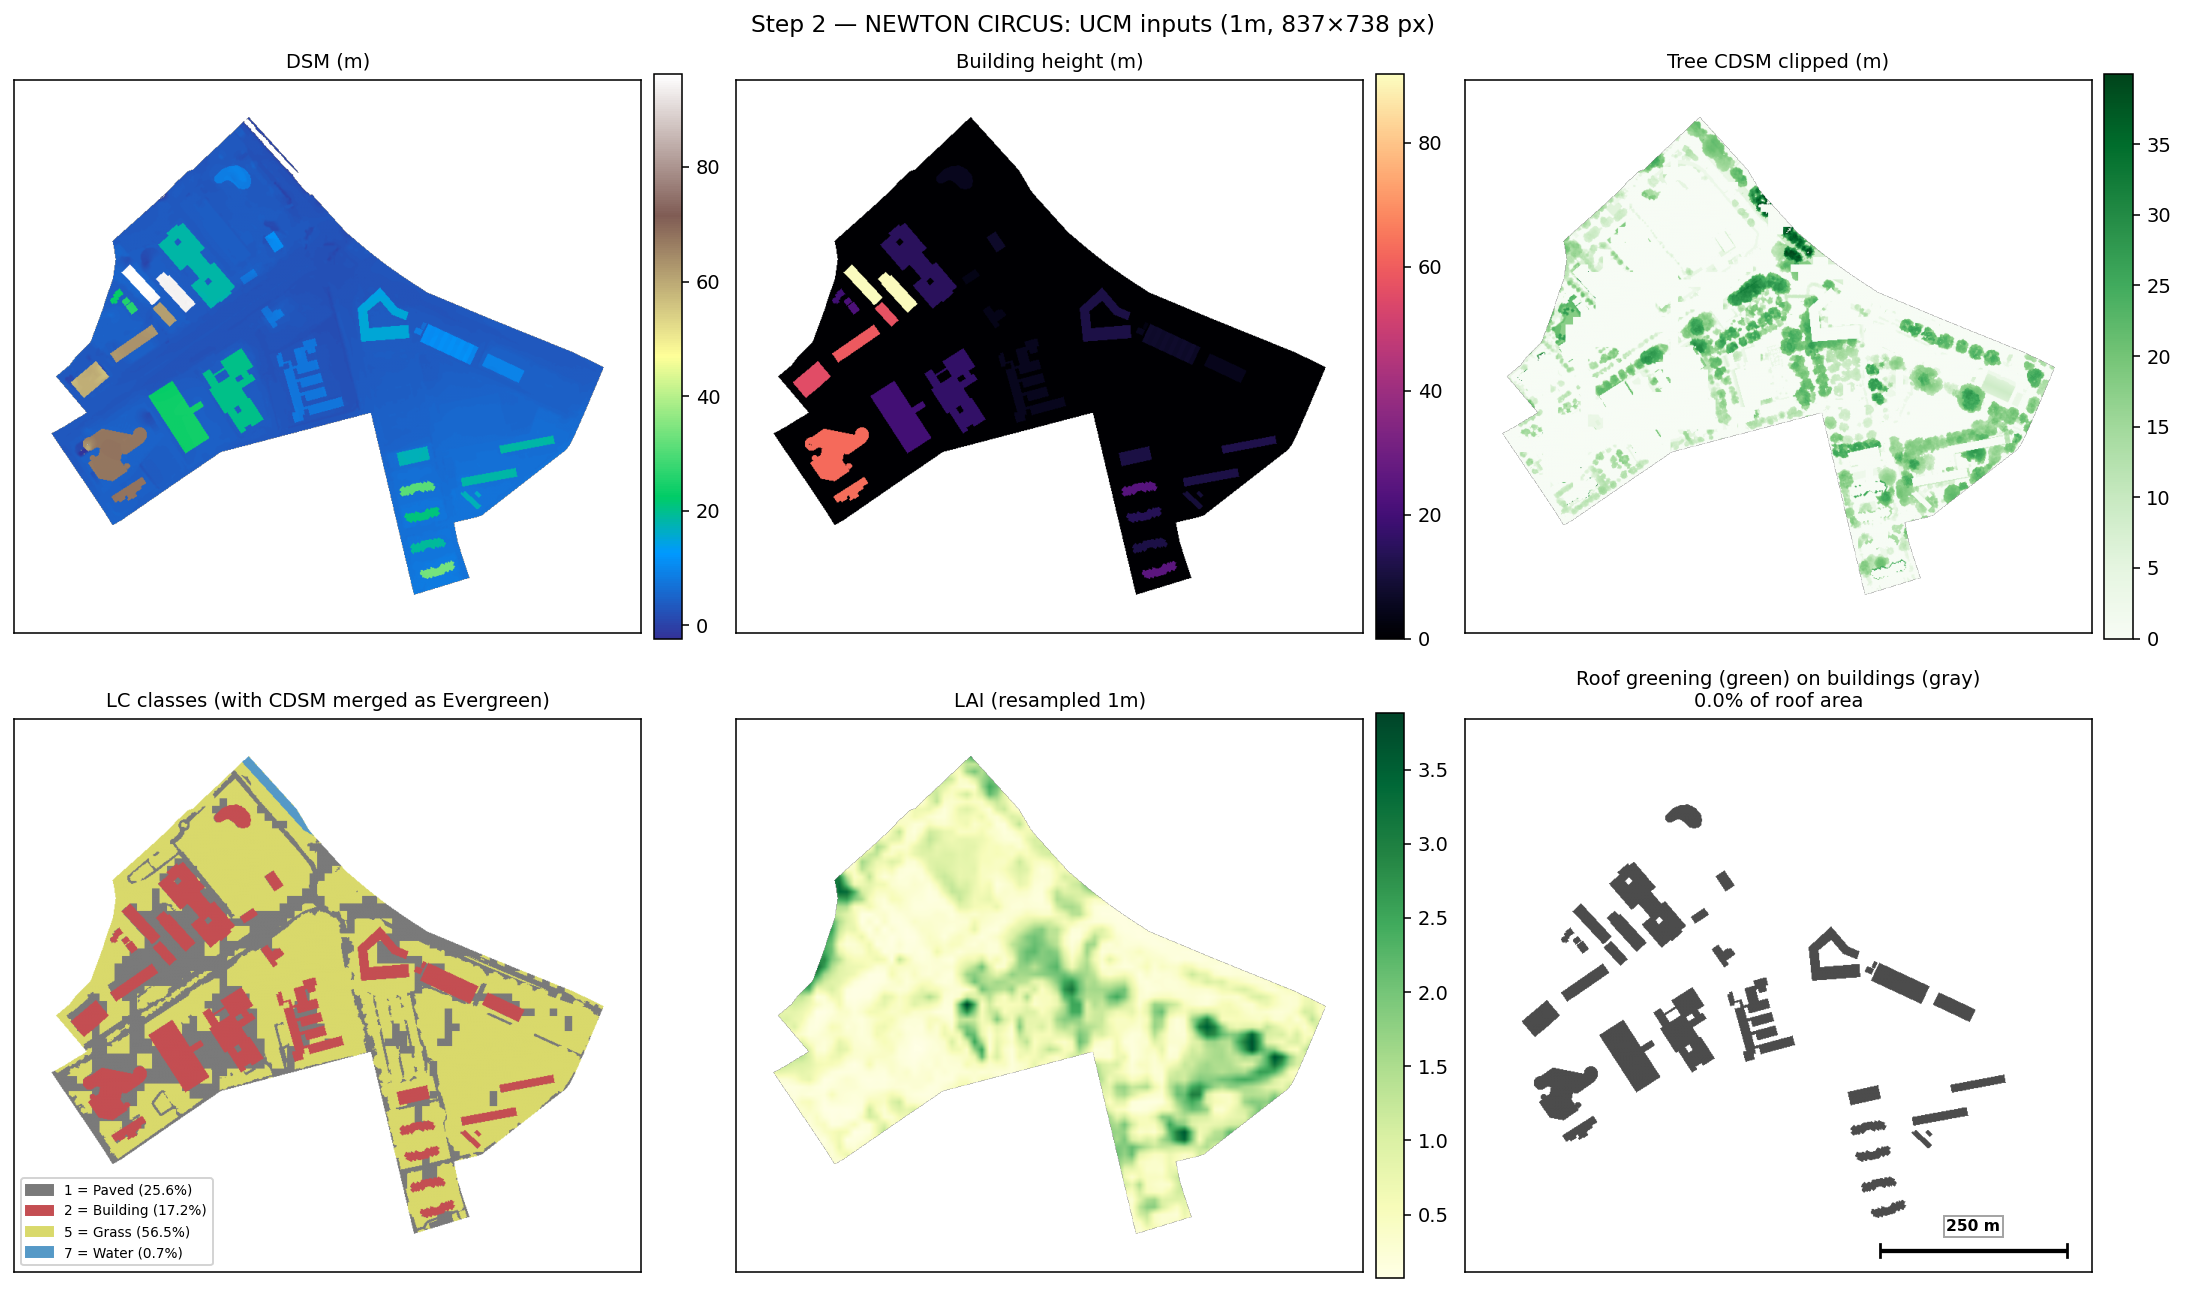 Step 2 — NEWTON CIRCUS: UCM inputs (1m, 837×738 px)
DSM (m)
80
60
40
20
0
Building height (m)
80
60
40
20
0
Tree CDSM clipped (m)
35
30
25
20
15
10
5
0
LC classes (with CDSM merged as Evergreen)
1 = Paved (25.6%)
2 = Building (17.2%)
5 = Grass (56.5%)
7 = Water (0.7%)
LAI (resampled 1m)
3.5
3.0
2.5
2.0
1.5
1.0
0.5
Roof greening (green) on buildings (gray)
0.0% of roof area
250 m